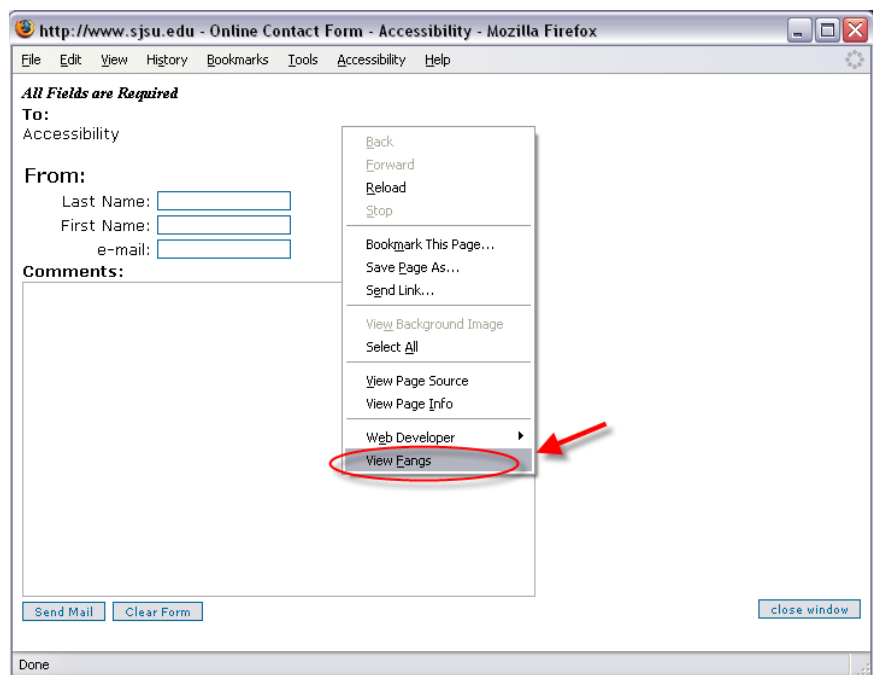 http://www.sjsu.edu - Online Contact Form - Accessibility - Mozilla Firefox
File Edit View History Bookmarks Tools Accessibility Help
All Fields are Required
To:
Accessibility
From:
Last Name:
First Name:
e-mail:
Comments:
Back
Forward
Reload
Stop
Bookmark This Page...
Save Page As...
Send Link...
View Background Image
Select All
View Page Source
View Page Info
Web Developer
View Fangs
Send Mail Clear Form close window
Done